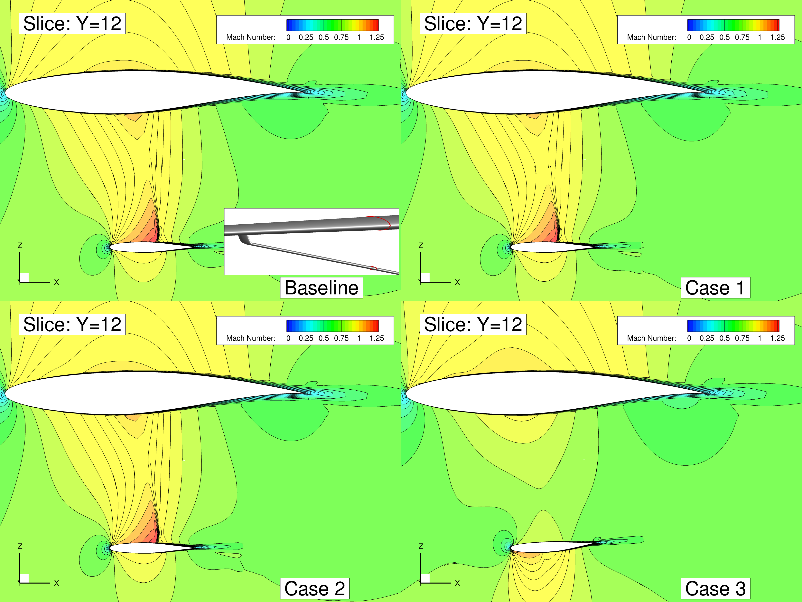 Slice: Y=12
Mach Number: 0 0.25 0.5 0.75 1 1.25
Z
X
Baseline
Slice: Y=12
Mach Number: 0 0.25 0.5 0.75 1 1.25
Z
X
Case 1
Slice: Y=12
Mach Number: 0 0.25 0.5 0.75 1 1.25
Z
X
Case 2
Slice: Y=12
Mach Number: 0 0.25 0.5 0.75 1 1.25
Z
X
Case 3